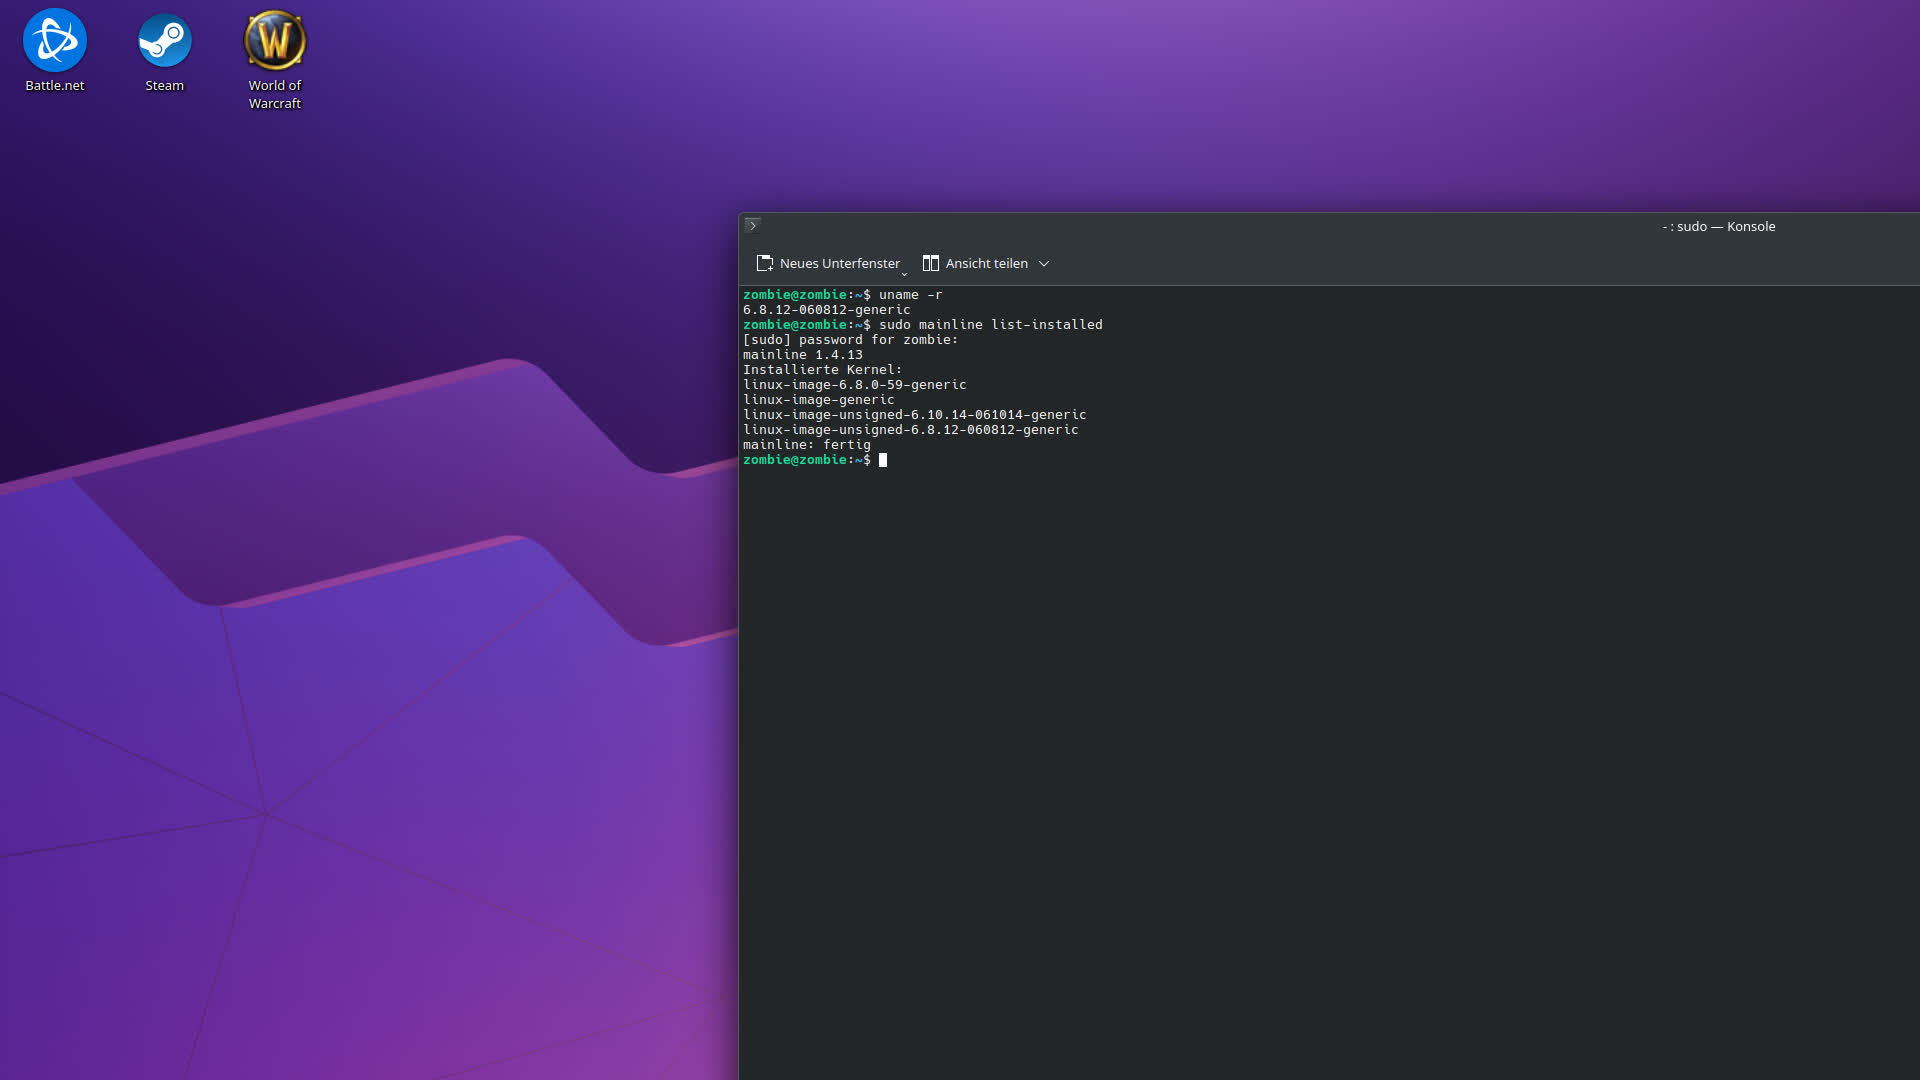 Battle.net
Steam
World of
Warcraft
- : sudo — Konsole
Neues Unterfenster
Ansicht teilen
zombie@zombie:~$ uname -r
6.8.12-060812-generic
zombie@zombie:~$ sudo mainline list-installed
[sudo] password for zombie:
mainline 1.4.13
Installierte Kernel:
linux-image-6.8.0-59-generic
linux-image-generic
linux-image-unsigned-6.10.14-061014-generic
linux-image-unsigned-6.8.12-060812-generic
mainline: fertig
zombie@zombie:~$